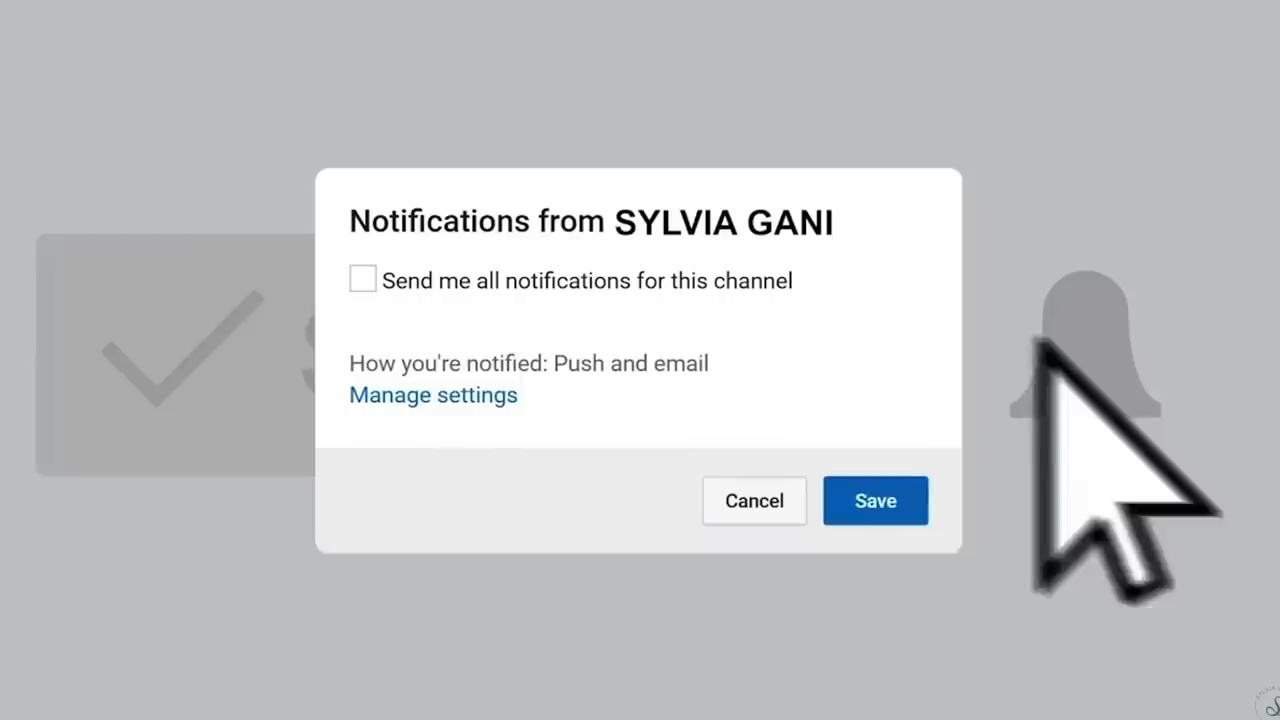 Notifications from SYLVIA GANI
Send me all notifications for this channel
How you're notified: Push and email
Manage settings
Cancel
Save